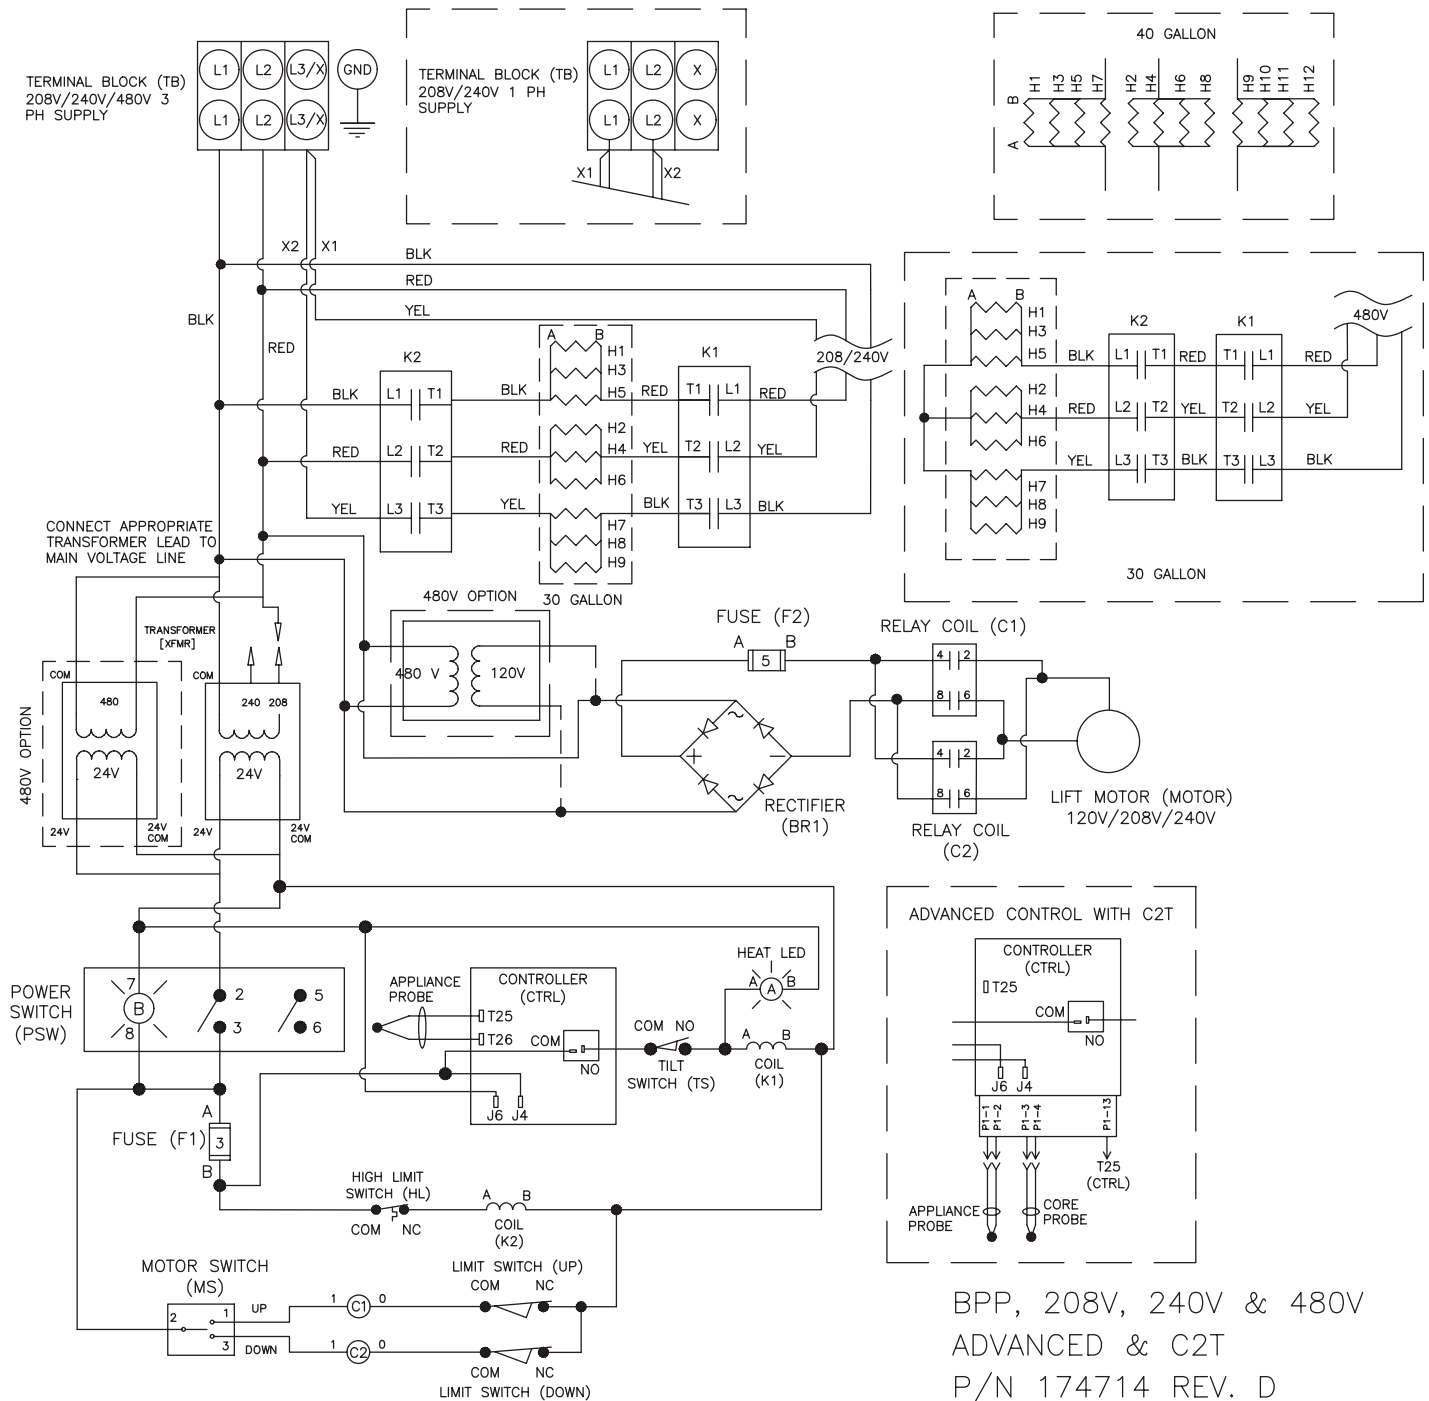 TERMINAL BLOCK (TB)
208V/240V/480V 3
PH SUPPLY
L1
L2
L3/X
GND
L1
L2
L3/X
TERMINAL BLOCK (TB)
208V/240V 1 PH
SUPPLY
L1
L2
X
L1
L2
X
X1
X2
40 GALLON
H1
H3
H5
H7
H2
H4
H6
H8
H9
H10
H11
H12
B
A
X2
X1
BLK
RED
YEL
BLK
RED
208/240V
K2
BLK
L1
T1
BLK
RED
L2
T2
RED
YEL
L3
T3
YEL
A
B
H1
H3
H5
H2
H4
H6
H7
H8
H9
30 GALLON
K1
RED
T1
L1
RED
YEL
T2
L2
YEL
BLK
T3
L3
BLK
A
B
H1
H3
H5
H2
H4
H6
H7
H8
H9
K2
K1
480V
BLK
L1
T1
RED
T1
L1
RED
RED
L2
T2
YEL
T2
L2
YEL
YEL
L3
T3
BLK
T3
L3
BLK
30 GALLON
CONNECT APPROPRIATE
TRANSFORMER LEAD TO
MAIN VOLTAGE LINE
TRANSFORMER
[XFMR]
COM
480
24V
24V
24V
COM
480V OPTION
COM
240
208
24V
24V
24V
COM
480V OPTION
480 V
120V
FUSE (F2)
A
B
5
RECTIFIER
(BR1)
RELAY COIL (C1)
4
2
8
6
4
2
8
6
RELAY COIL
(C2)
LIFT MOTOR (MOTOR)
120V/208V/240V
POWER
SWITCH
(PSW)
7
B
8
2
3
5
6
APPLIANCE
PROBE
CONTROLLER
(CTRL)
T25
T26
COM
NO
J6
J4
COM
NO
TILT
SWITCH (TS)
HEAT LED
A
A
B
A
B
COIL
(K1)
A
FUSE (F1)
3
B
HIGH LIMIT
SWITCH (HL)
COM
NC
A
B
COIL
(K2)
MOTOR SWITCH
(MS)
2
1
3
UP
DOWN
1
C1
0
1
C2
0
LIMIT SWITCH (UP)
COM
NC
COM
NC
LIMIT SWITCH (DOWN)
ADVANCED CONTROL WITH C2T
CONTROLLER
(CTRL)
T25
COM
NO
J6
J4
P1-1
P1-2
P1-3
P1-4
P1-13
T25
(CTRL)
APPLIANCE
PROBE
CORE
PROBE
BPP, 208V, 240V & 480V
ADVANCED & C2T
P/N 174714 REV. D